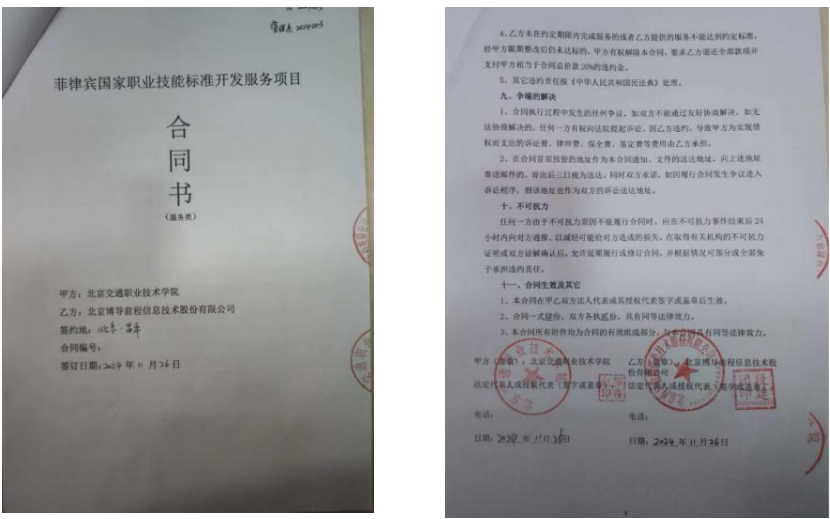 菲律宾国家职业技能标准开发服务项目
合
同
书
（服务类）
甲方：北京交通职业技术学院
乙方：北京博导前程信息技术股份有限公司
签约地：北京·昌平
合同编号：
签订日期：2024 年 11 月 26 日
4、乙方未在约定期限内完成服务的或者乙方提供的服务不能达到约定标准，
经甲方限期整改后仍未达标的，甲方有权解除本合同，要求乙方退还全部款项并
支付甲方相当于合同总价款 20%的违约金。
5、其它违约责任按《中华人民共和国民法典》处理。
九、争端的解决
1、合同执行过程中发生的任何争议，如双方不能通过友好协商解决，如无
法协商解决的，任何一方有权向法院提起诉讼。因乙方违约，导致甲方为实现债
权而支出的诉讼费、律师费、保全费、鉴定费等费用由乙方承担。
2、在合同首部预留的地址作为本合同通知、文件的送达地址，向上述地址
寄送邮件的，寄出后三日视为送达。同时双方承诺，如因履行合同发生争议进入
诉讼程序，则该地址也作为双方的诉讼送达地址。
十、不可抗力
任何一方由于不可抗力原因不能履行合同时，应在不可抗力事件结束后 24
小时内向对方通报，以减轻可能给对方造成的损失，在取得有关机构的不可抗力
证明或双方谅解确认后，允许延期履行或修订合同，并根据情况可部分或全部免
于承担违约责任。
十一、合同生效及其它
1、本合同在甲乙双方法人代表或其授权代表签字或盖章后生效。
2、合同一式肆份，双方各执贰份，具有同等法律效力。
3、本合同所有附件均为合同的有效组成部分，与本合同具有同等法律效力。
甲方（盖章）：北京交通职业技术学院
乙方（盖章）：北京博导前程信息技术股
份有限公司
法定代表人或授权代表（签字或盖章）：
法定代表人或授权代表（签字或盖章）：
电话：
电话：
日期：2024 年 11 月 26 日
日期：2024 年 11 月 26 日